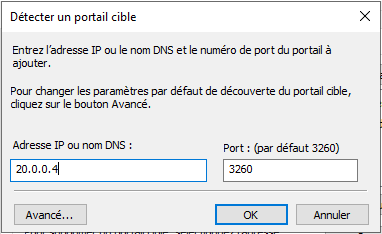 Détecter un portail cible
Entrez l'adresse IP ou le nom DNS et le numéro de port du portail à
ajouter.
Pour changer les paramètres par défaut de découverte du portail cible,
cliquez sur le bouton Avancé.
Adresse IP ou nom DNS :
Port : (par défaut 3260)
20.0.0.4
3260
Avancé...
OK
Annuler